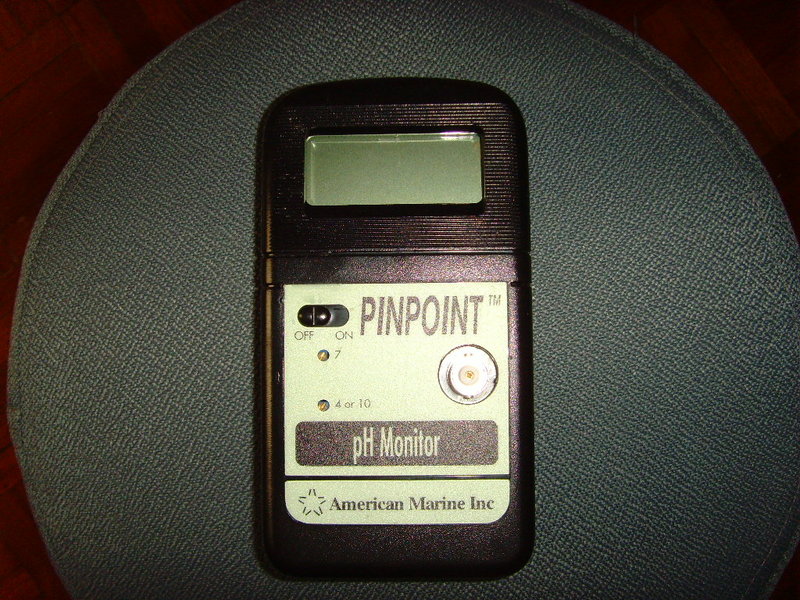 PINPOINT™
OFF ON
7
4 or 10
pH Monitor
American Marine Inc